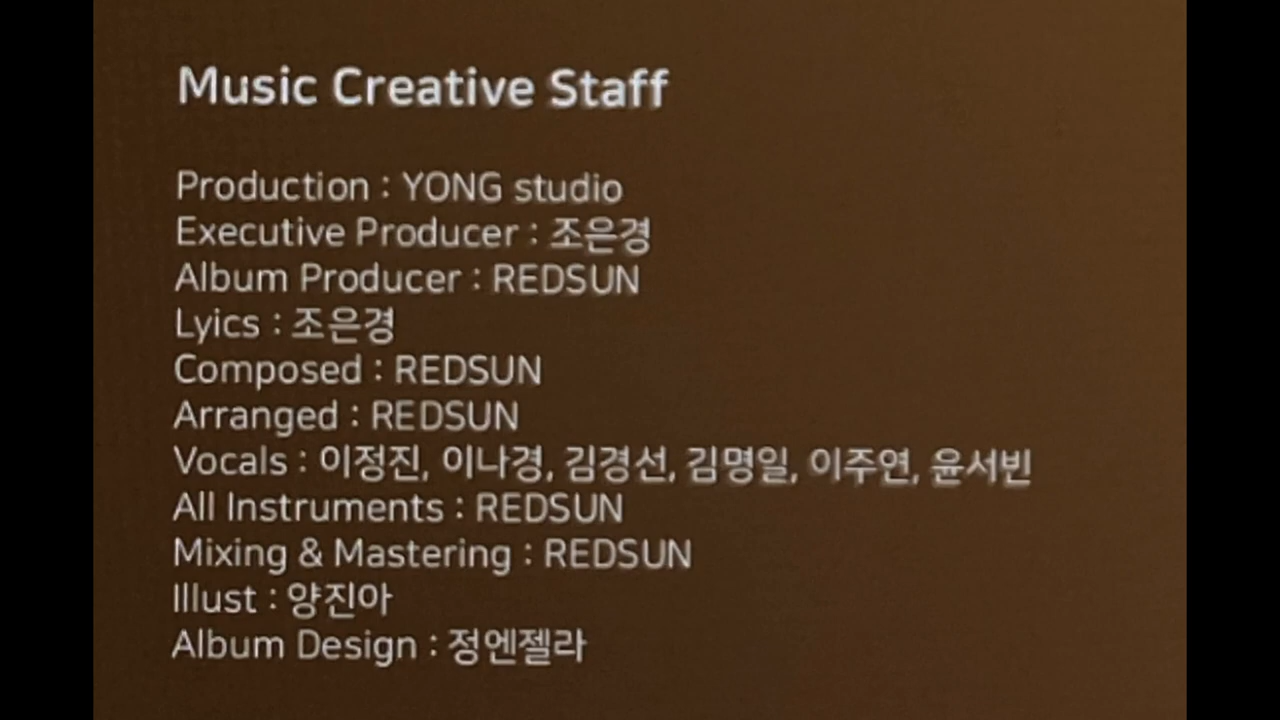 Music Creative Staff
Production : YONG studio
Executive Producer : 조은경
Album Producer : REDSUN
Lyics : 조은경
Composed : REDSUN
Arranged : REDSUN
Vocals : 이정진, 이나경, 김경선, 김명일, 이주연, 윤서빈
All Instruments : REDSUN
Mixing & Mastering : REDSUN
Illust : 양진아
Album Design : 정엔젤라